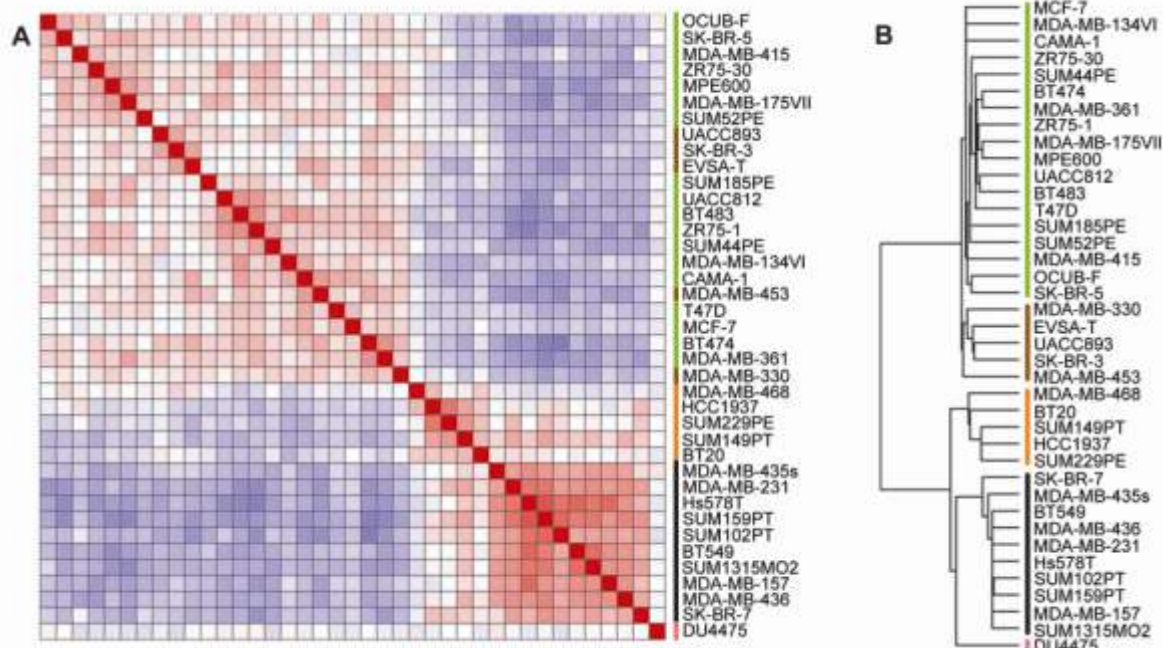 A
OCUB-F
SK-BR-5
MDA-MB-415
ZR75-30
MPE600
MDA-MB-175VII
SUM52PE
UACC893
SK-BR-3
EVSA-T
SUM185PE
UACC812
BT483
ZR75-1
SUM44PE
MDA-MB-134VI
CAMA-1
MDA-MB-453
T47D
MCF-7
BT474
MDA-MB-361
MDA-MB-330
MDA-MB-468
HCC1937
SUM229PE
SUM149PT
BT20
MDA-MB-435s
MDA-MB-231
Hs578T
SUM159PT
SUM102PT
BT549
SUM1315MO2
MDA-MB-157
MDA-MB-436
SK-BR-7
DU4475
B
MCF-7
MDA-MB-134VI
CAMA-1
ZR75-30
SUM44PE
BT474
MDA-MB-361
ZR75-1
MDA-MB-175VII
MPE600
UACC812
BT483
T47D
SUM185PE
SUM52PE
MDA-MB-415
OCUB-F
SK-BR-5
MDA-MB-330
EVSA-T
UACC893
SK-BR-3
MDA-MB-453
MDA-MB-468
BT20
SUM149PT
HCC1937
SUM229PE
SK-BR-7
MDA-MB-435s
BT549
MDA-MB-436
MDA-MB-231
Hs578T
SUM102PT
SUM159PT
MDA-MB-157
SUM1315MO2
DU4475